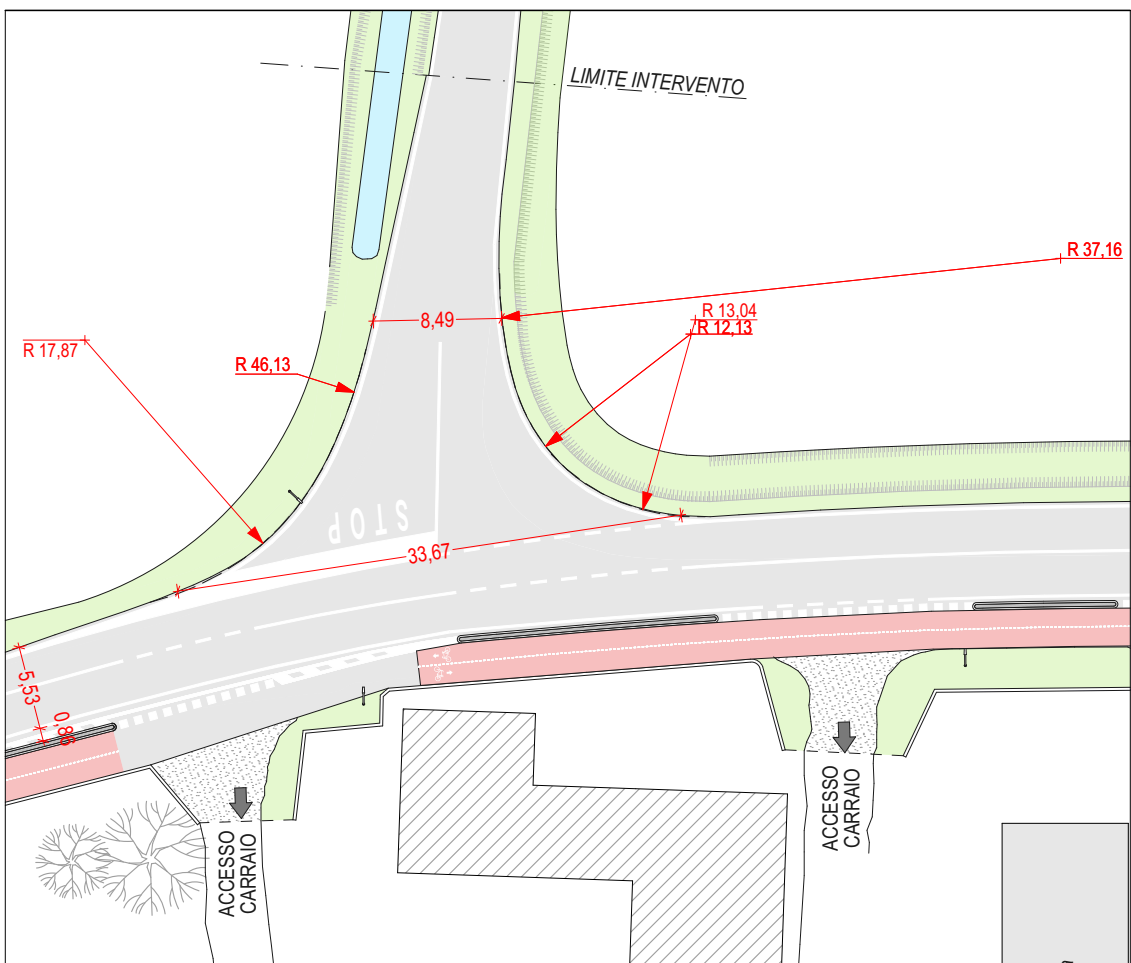 LIMITE INTERVENTO
R 37,16
R 13,04
R 12,13
8,49
R 17,87
R 46,13
STOP
33,67
5,53
0,86
ACCESSO
CARRAIO
ACCESSO
CARRAIO